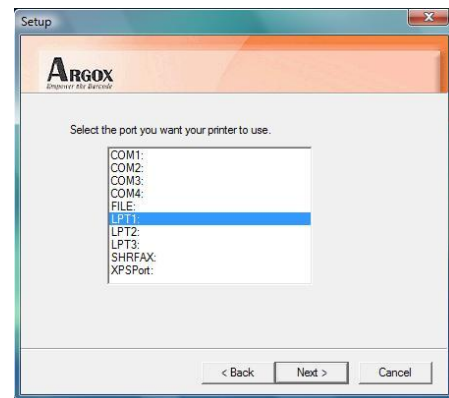 Setup
ARGOX
Empower the Barcode
Select the port you want your printer to use.
COM1:
COM2:
COM3:
COM4:
FILE:
LPT1:
LPT2:
LPT3:
SHRFAX:
XPSPort:
< Back Next > Cancel